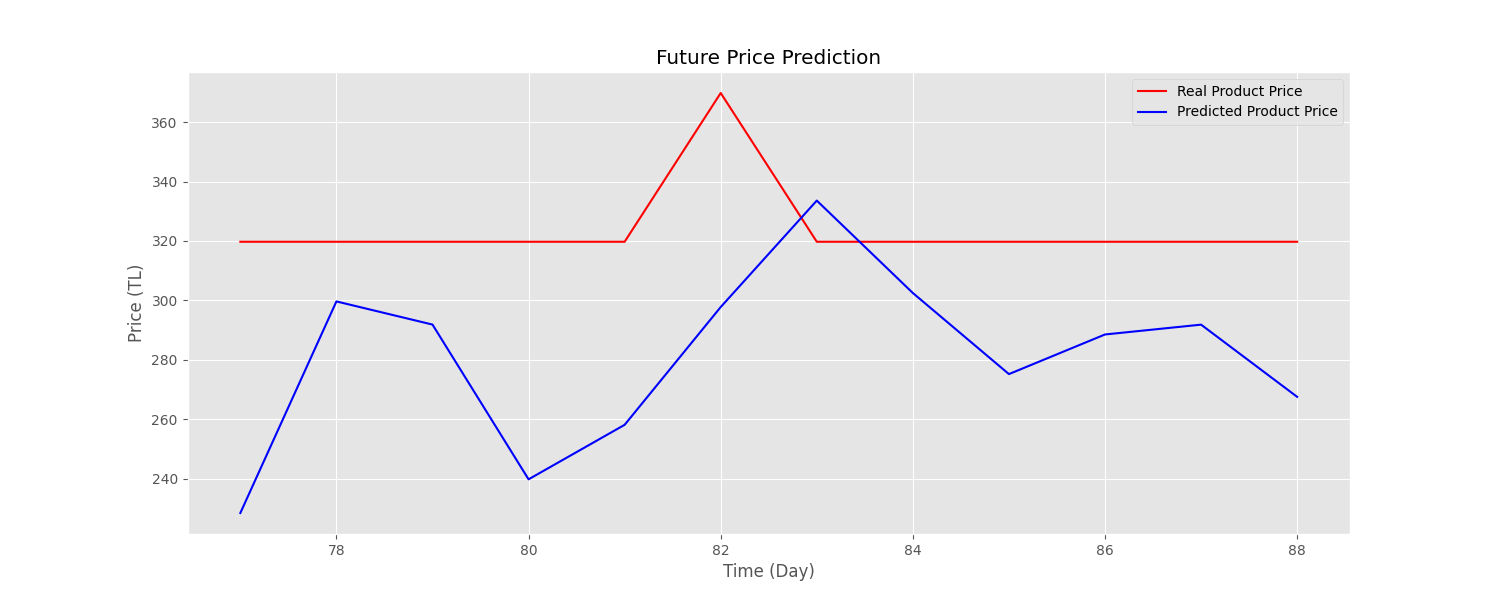 Future Price Prediction
Real Product Price
Predicted Product Price
360
340
320
300
280
260
240
Price (TL)
78
80
82
84
86
88
Time (Day)